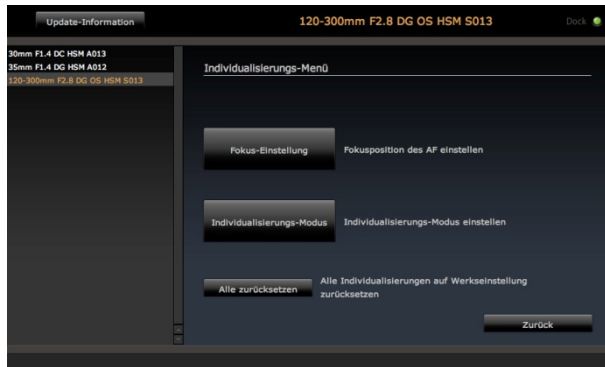 Update-Information
120-300mm F2.8 DG OS HSM S013
Dock
30mm F1.4 DC HSM A013
35mm F1.4 DG HSM A012
120-300mm F2.8 DG OS HSM S013
Individualisierungs-Menü
Fokus-Einstellung
Fokusposition des AF einstellen
Individualisierungs-Modus
Individualisierungs-Modus einstellen
Alle zurücksetzen
Alle Individualisierungen auf Werkseinstellung
zurücksetzen
Zurück